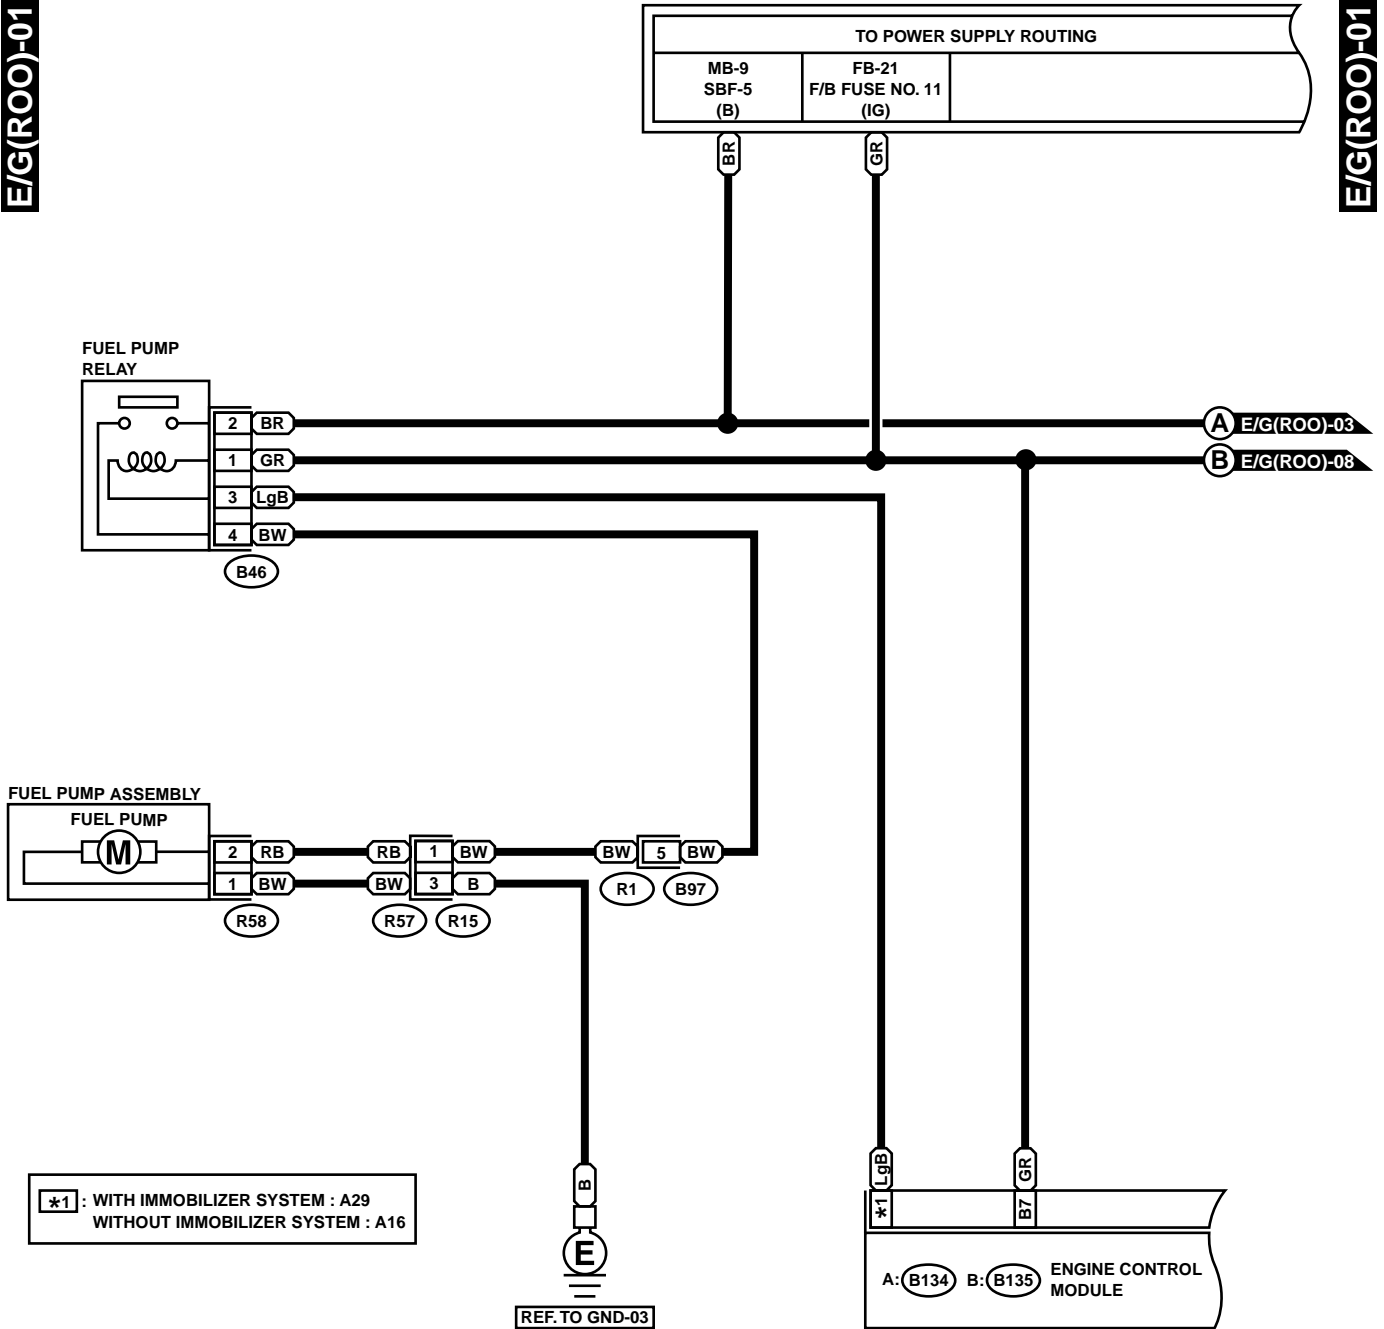 E/G(ROO)-01
E/G(ROO)-01
TO POWER SUPPLY ROUTING
MB-9
SBF-5
(B)
FB-21
F/B FUSE NO. 11
(IG)
BR
GR
FUEL PUMP
RELAY
2 BR
1 GR
3 LgB
4 BW
B46
A E/G(ROO)-03
B E/G(ROO)-08
FUEL PUMP ASSEMBLY
FUEL PUMP
M
2 RB
1 BW
R58
RB 1 BW
BW 3 B
R57 R15
BW 5 BW
R1 B97
B
E
REF. TO GND-03
*1 : WITH IMMOBILIZER SYSTEM : A29
WITHOUT IMMOBILIZER SYSTEM : A16
LgB
GR
*1
B7
A: B134 B: B135
ENGINE CONTROL
MODULE